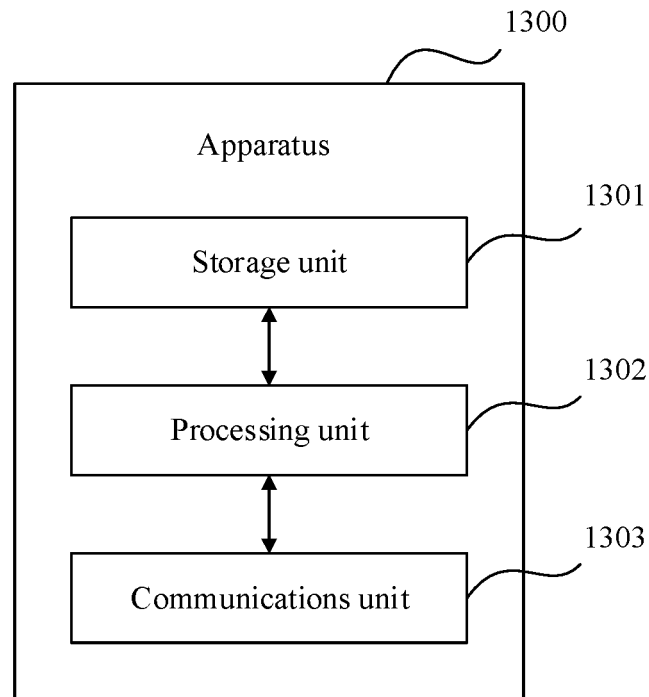 1300
Apparatus
1301
Storage unit
1302
Processing unit
1303
Communications unit